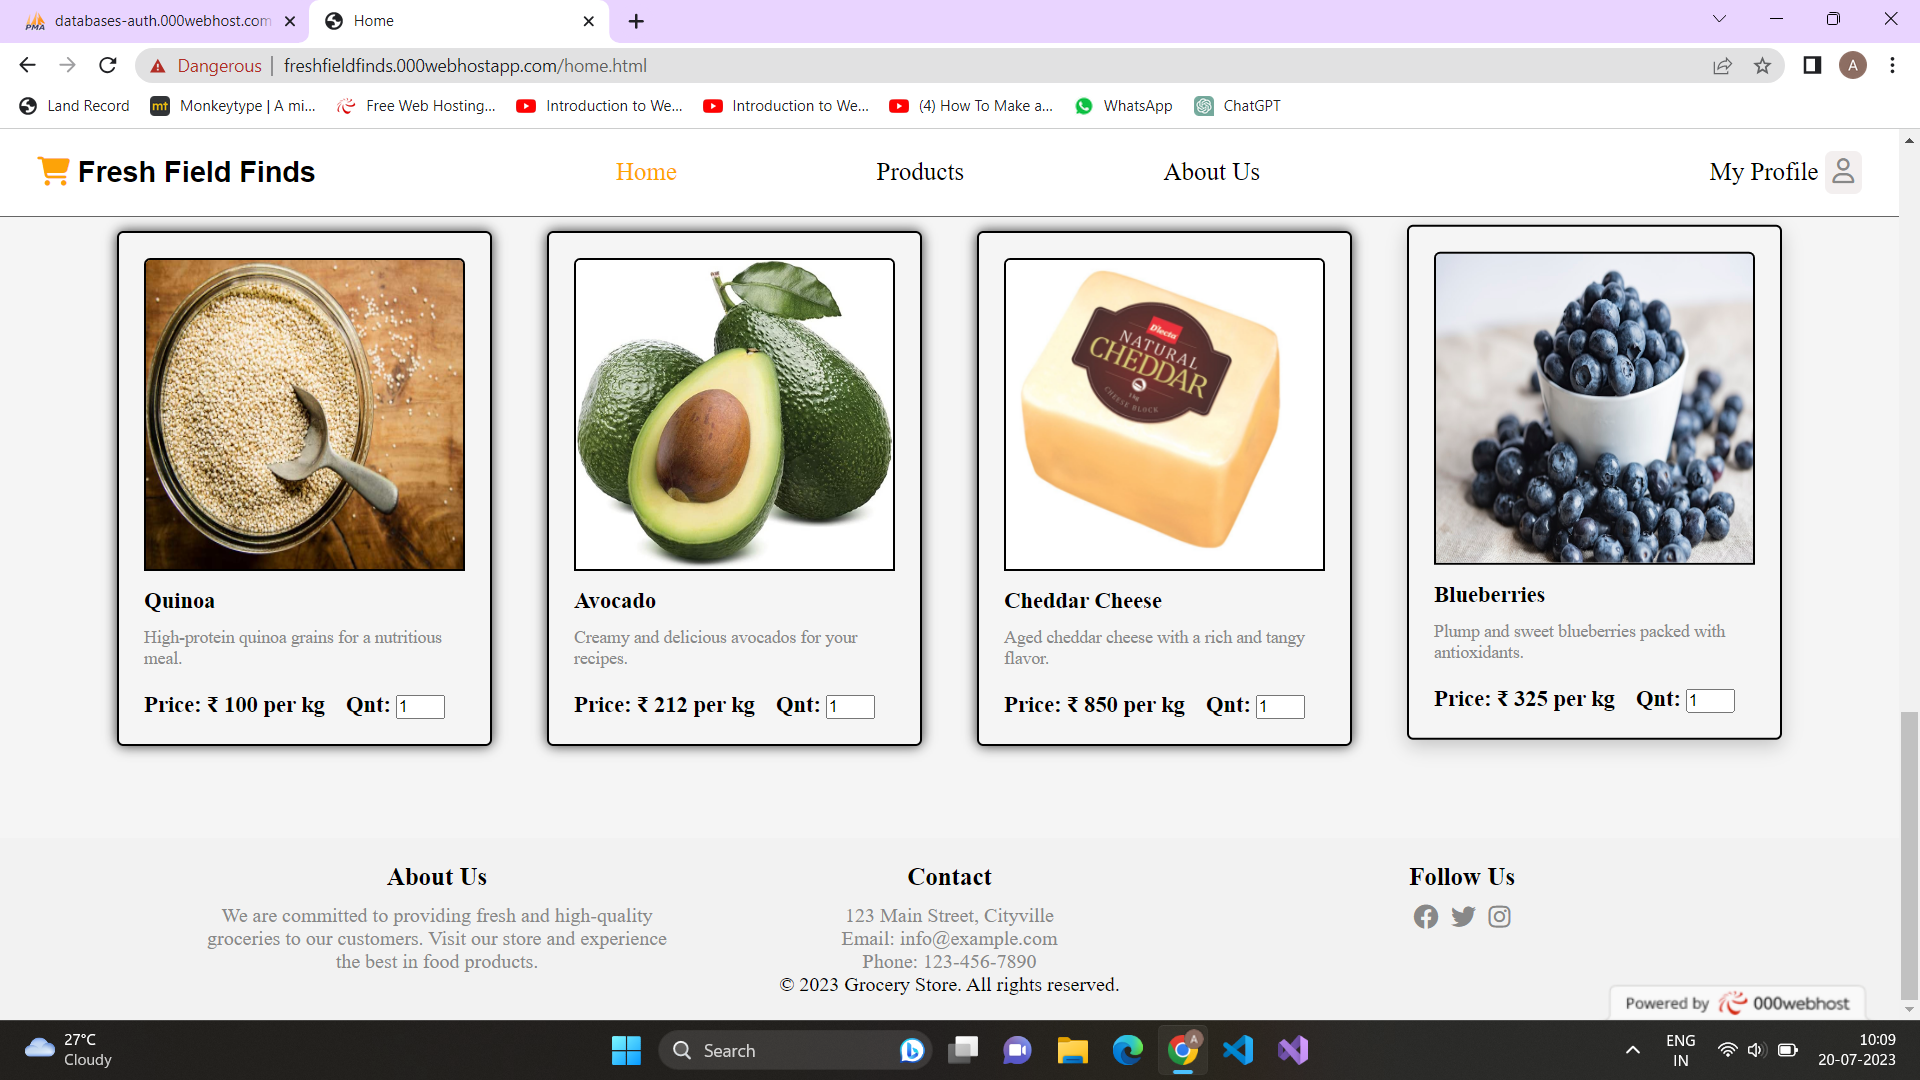 PMA
databases-auth.000webhost.com
Home
Dangerous | freshfieldfinds.000webhostapp.com/home.html
A
Land Record
mt
Monkeytype | A mi...
Free Web Hosting...
Introduction to We...
Introduction to We...
(4) How To Make a...
WhatsApp
ChatGPT
Fresh Field Finds
Home
Products
About Us
My Profile
D'lecta
NATURAL
CHEDDAR
CHEESE BLOCK
Quinoa
High-protein quinoa grains for a nutritious
meal.
Price: ₹ 100 per kg Qnt: 1
Avocado
Creamy and delicious avocados for your
recipes.
Price: ₹ 212 per kg Qnt: 1
Cheddar Cheese
Aged cheddar cheese with a rich and tangy
flavor.
Price: ₹ 850 per kg Qnt: 1
Blueberries
Plump and sweet blueberries packed with
antioxidants.
Price: ₹ 325 per kg Qnt: 1
About Us
We are committed to providing fresh and high-quality
groceries to our customers. Visit our store and experience
the best in food products.
Contact
123 Main Street, Cityville
Email: info@example.com
Phone: 123-456-7890
© 2023 Grocery Store. All rights reserved.
Follow Us
Powered by 000webhost
27°C
Cloudy
Search
A
ENG
IN
10:09
20-07-2023